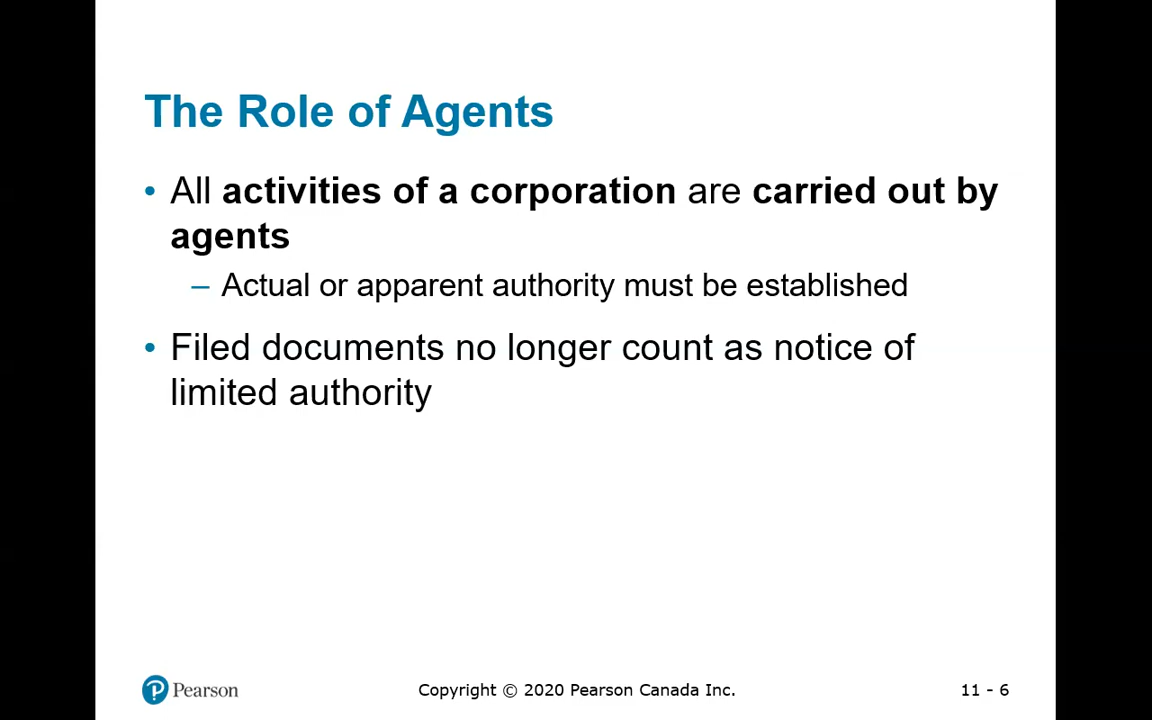 The Role of Agents
• All activities of a corporation are carried out by
agents
– Actual or apparent authority must be established
• Filed documents no longer count as notice of
limited authority
P Pearson
Copyright © 2020 Pearson Canada Inc.
11 - 6